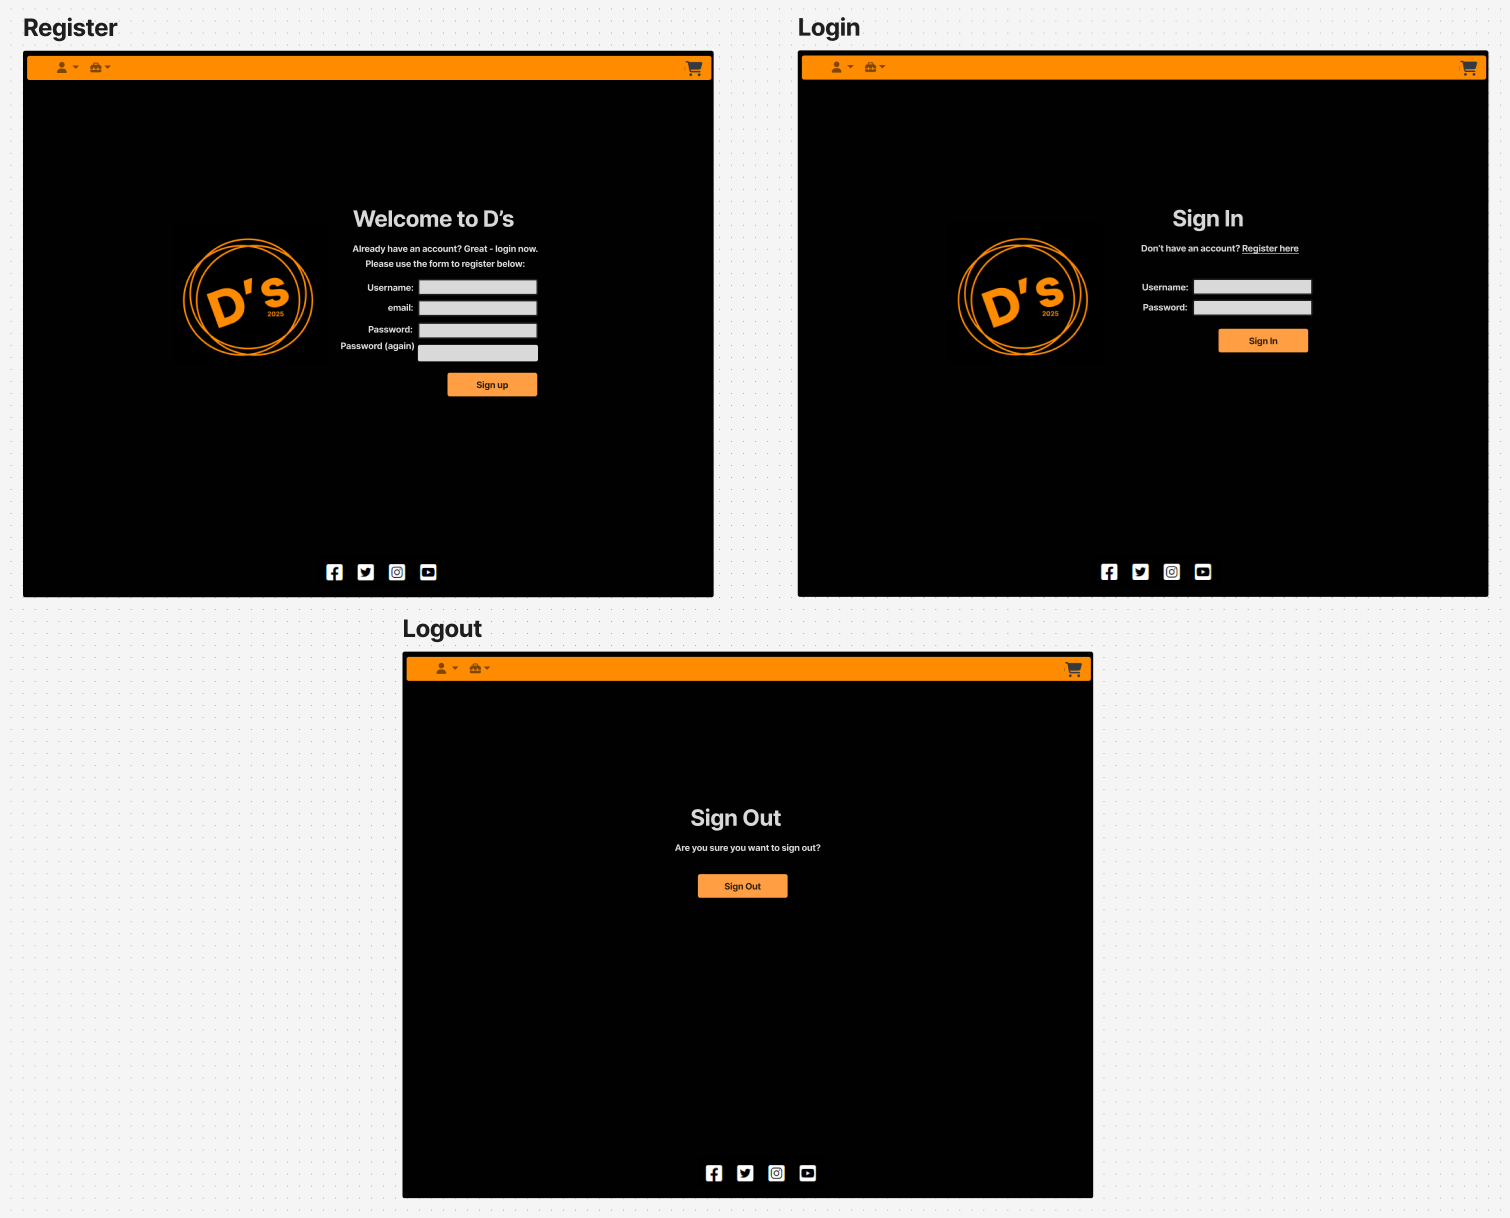 Register
Welcome to D’s
Already have an account? Great - login now.
Please use the form to register below:
D's
2025
Username:
email:
Password:
Password (again)
Sign up
Login
Sign In
Don’t have an account? Register here
D's
2025
Username:
Password:
Sign In
Logout
Sign Out
Are you sure you want to sign out?
Sign Out